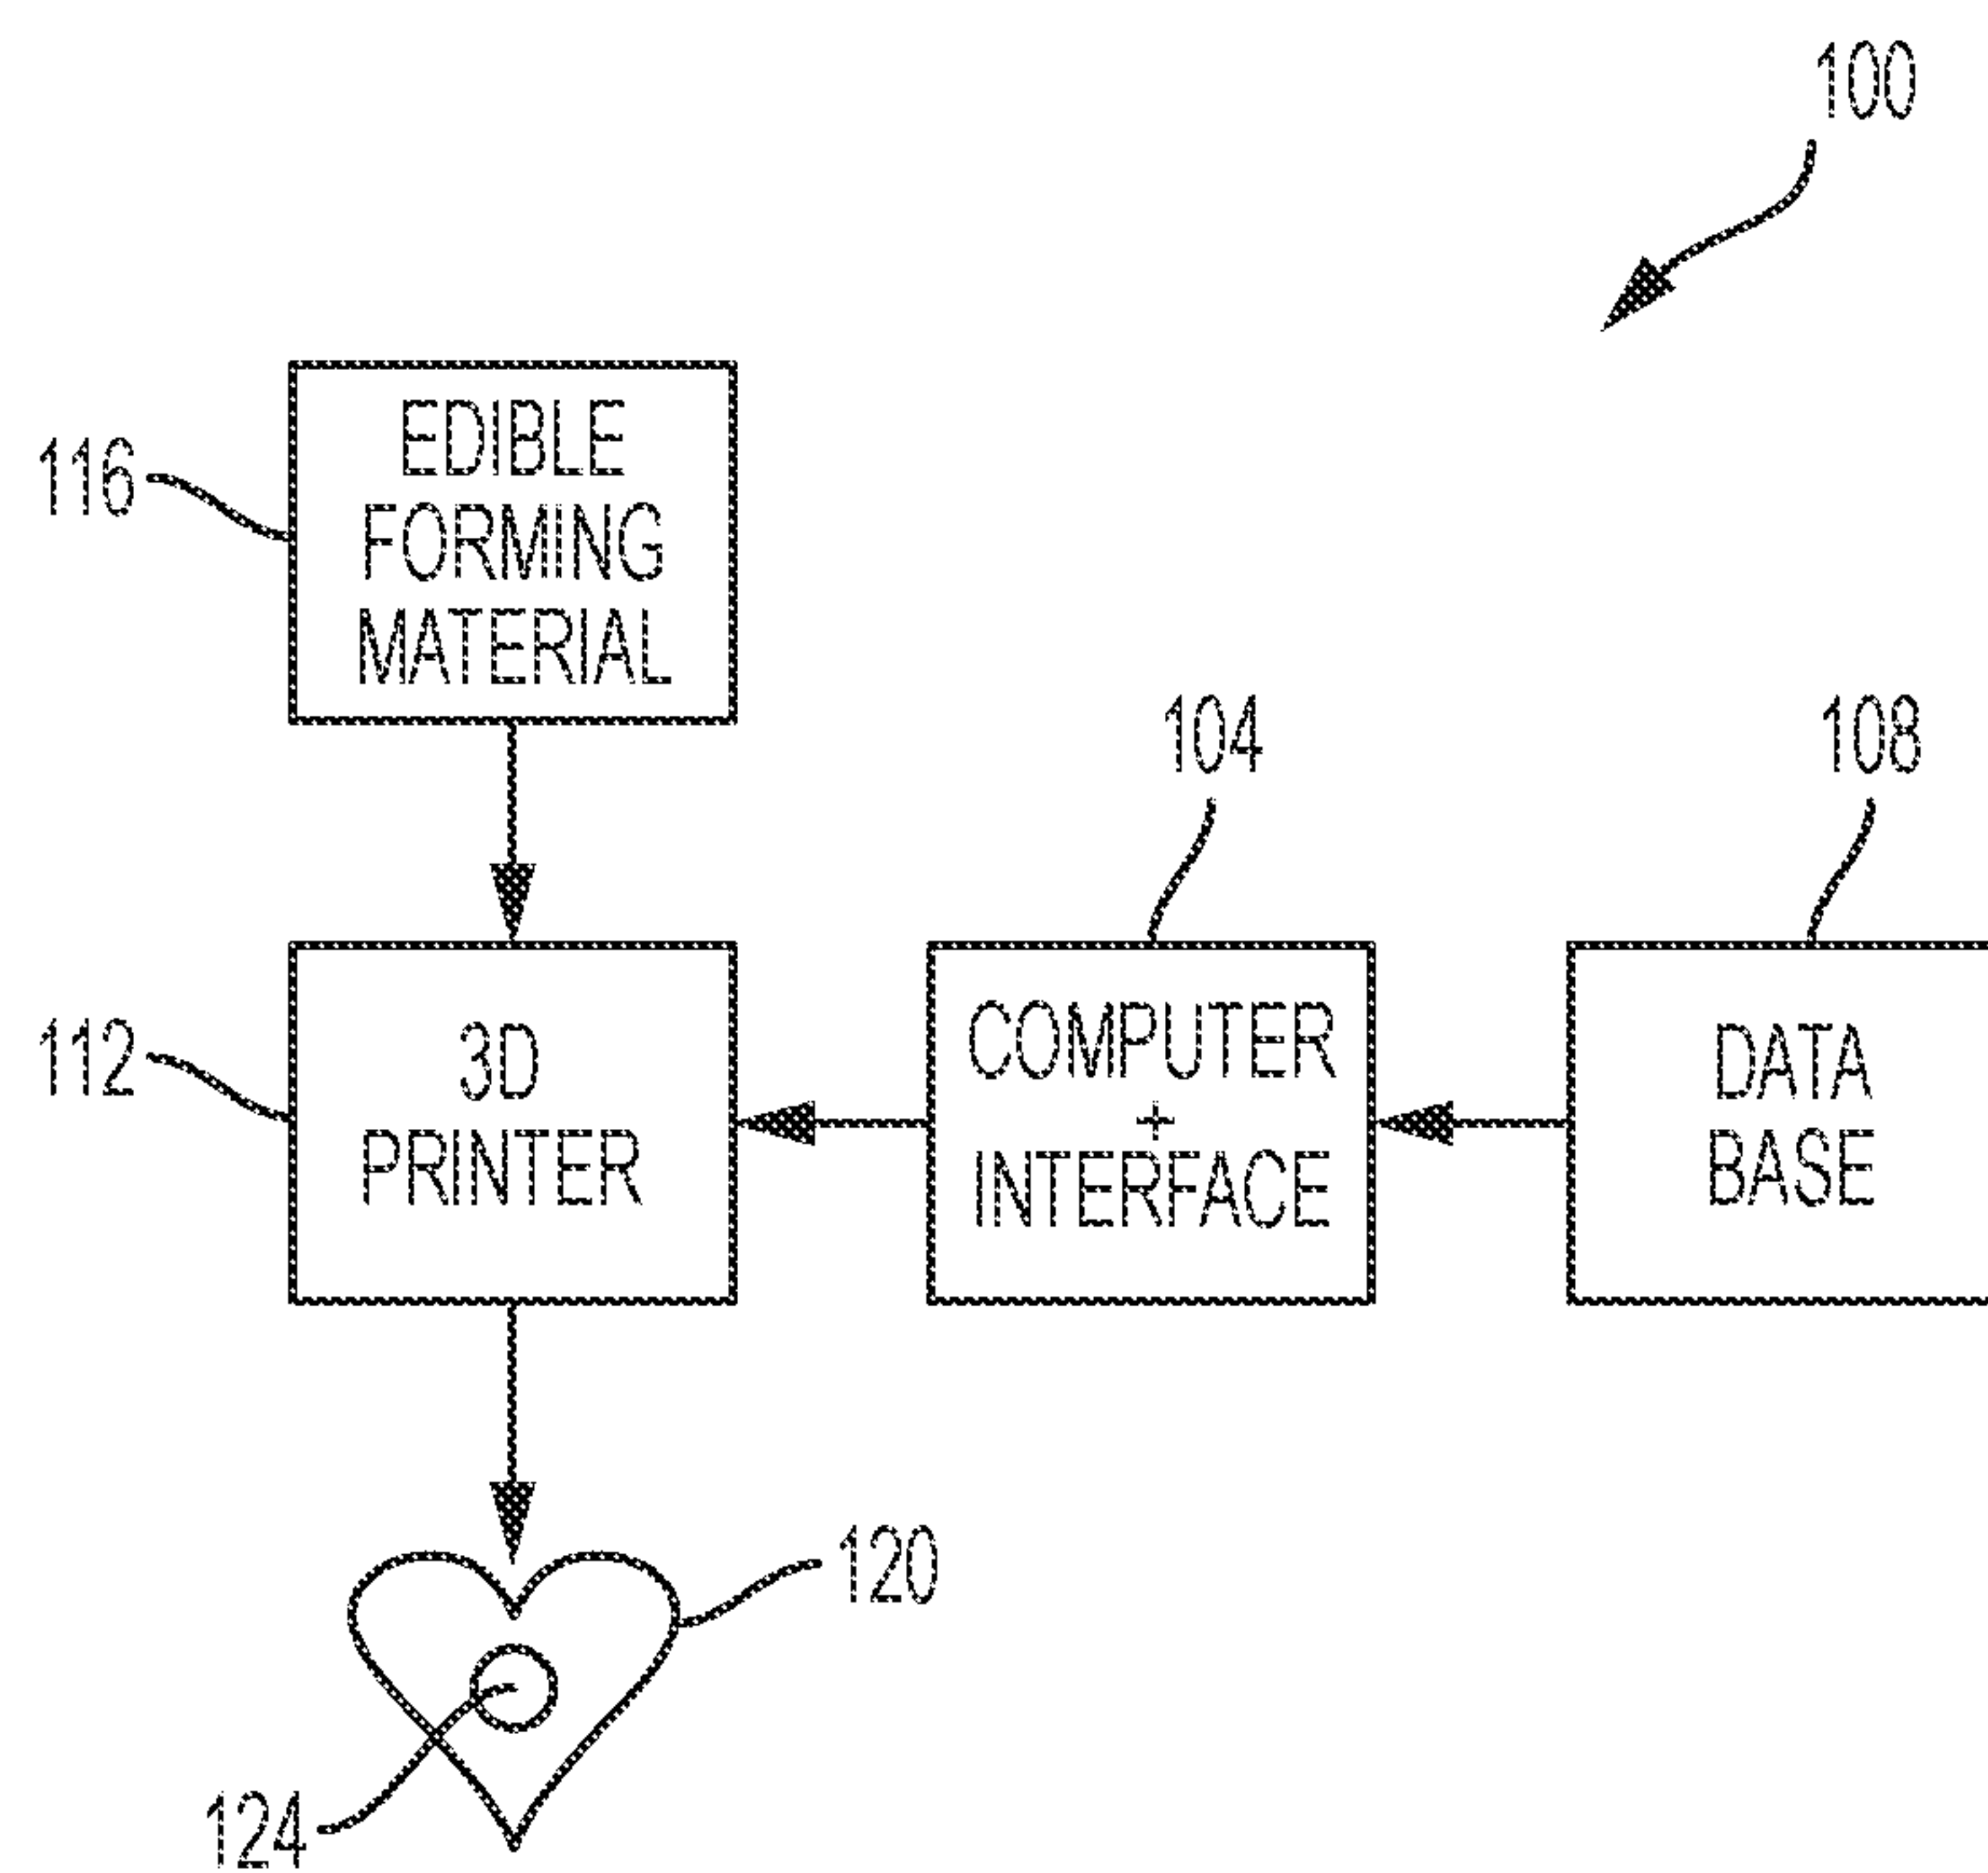 100
EDIBLE
FORMING
MATERIAL
116
104
108
3D
PRINTER
112
COMPUTER
+
INTERFACE
DATA
BASE
120
124